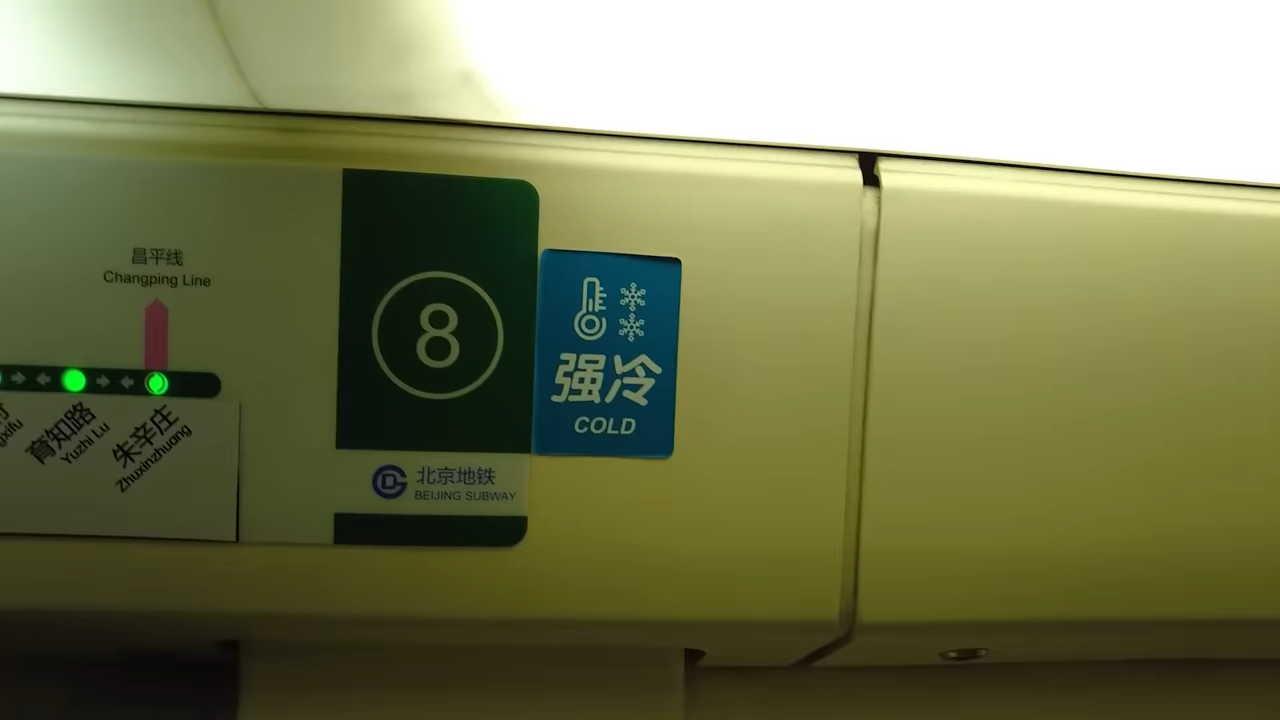 昌平线
Changping Line
育知路
Yuzhi Lu
朱辛庄
Zhuxinzhuang
8
北京地铁
BEIJING SUBWAY
强冷
COLD